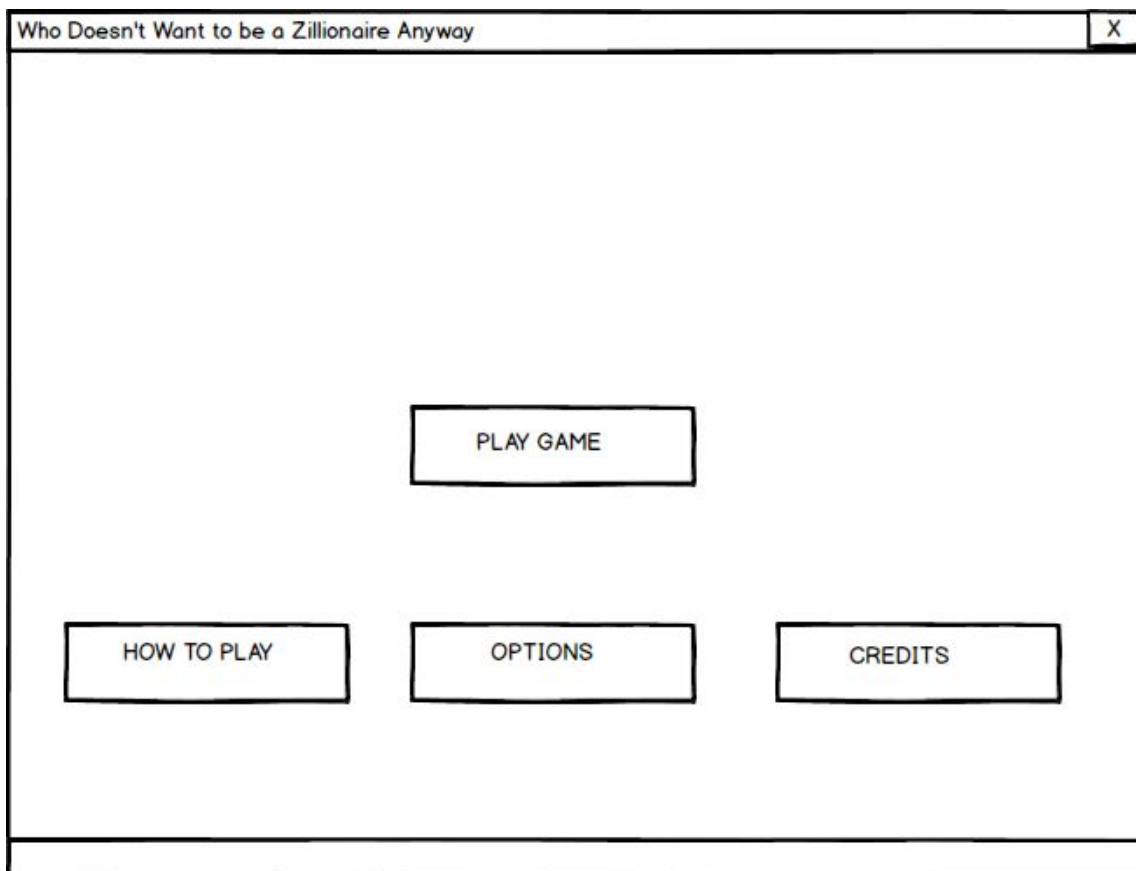 Who Doesn't Want to be a Zillionaire Anyway
X
PLAY GAME
HOW TO PLAY
OPTIONS
CREDITS